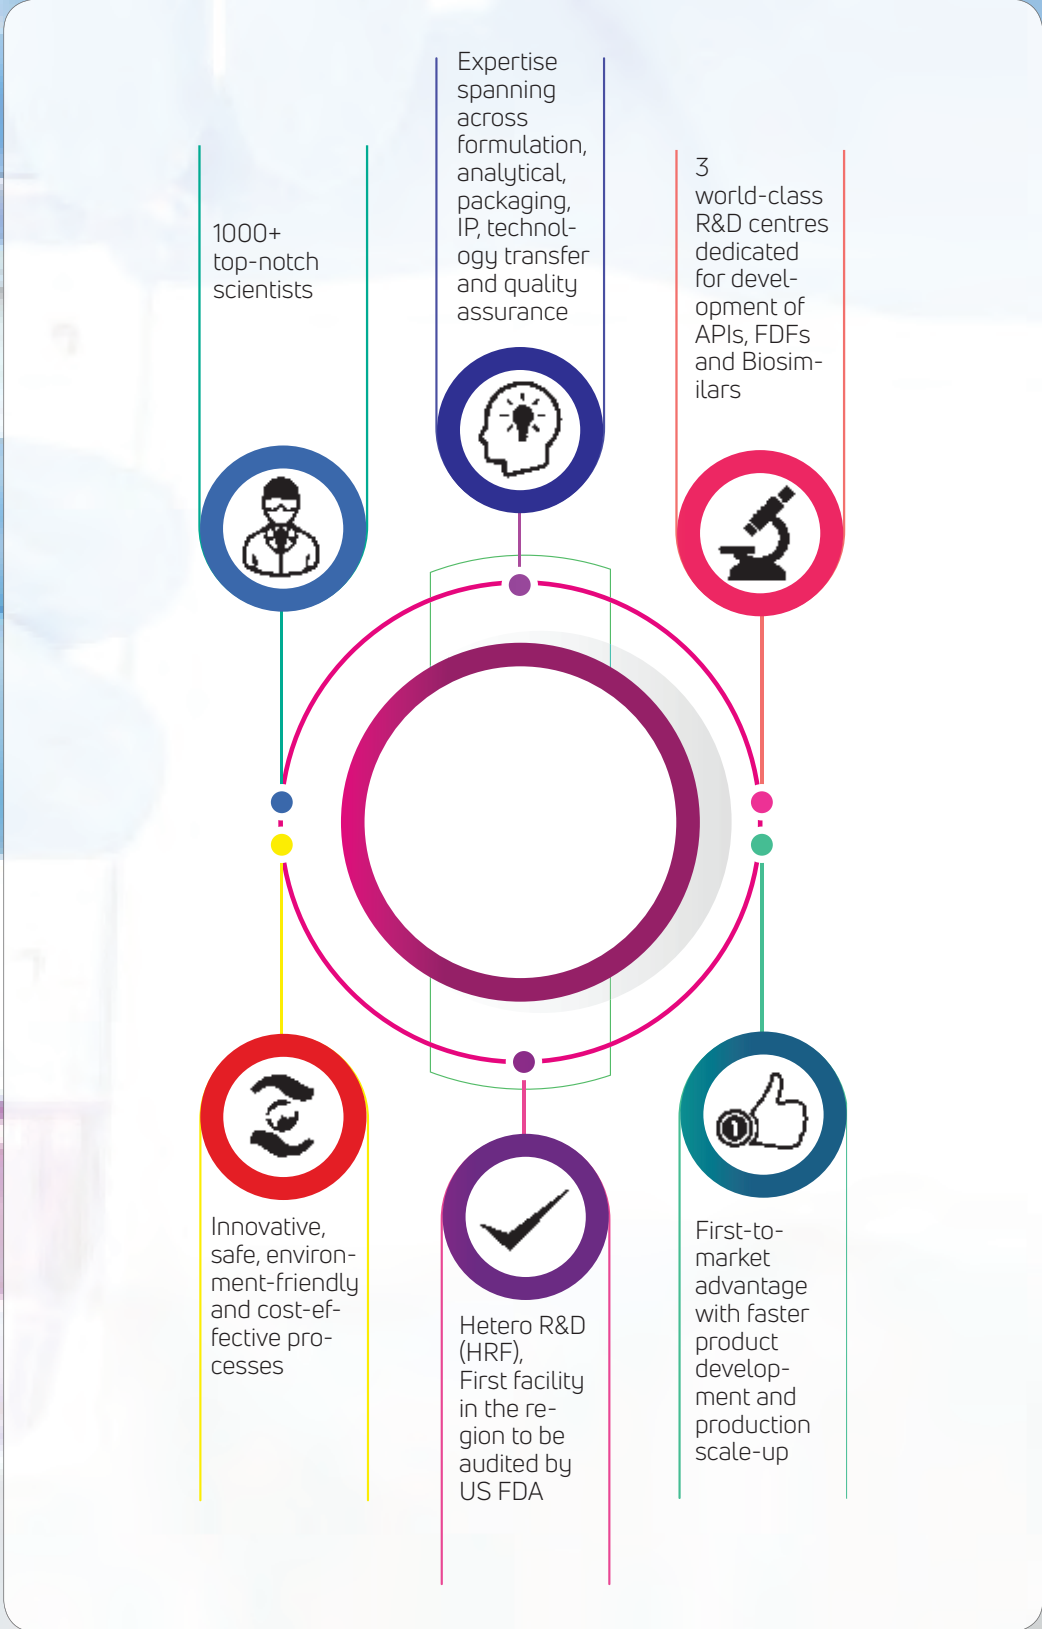 1000+
top-notch
scientists
Expertise
spanning
across
formulation,
analytical,
packaging,
IP, technol-
ogy transfer
and quality
assurance
3
world-class
R&D centres
dedicated
for devel-
opment of
APIs, FDFs
and Biosim-
ilars
1
Innovative,
safe, environ-
ment-friendly
and cost-ef-
fective pro-
cesses
Hetero R&D
(HRF),
First facility
in the re-
gion to be
audited by
US FDA
First-to-
market
advantage
with faster
product
develop-
ment and
production
scale-up